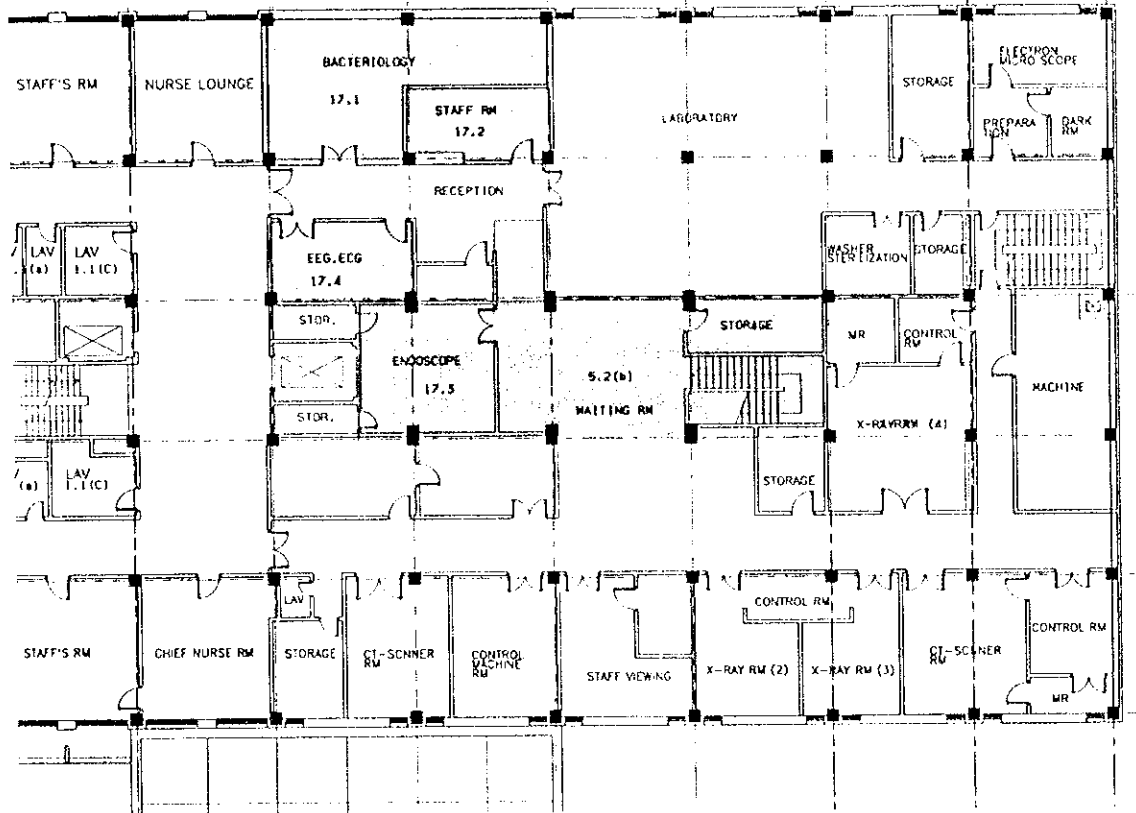 STAFF'S RM
NURSE LOUNGE
BACTERIOLOGY
17.1
STAFF RM
17.2
LABORATORY
STORAGE
ELECTRON
MICRO SCOPE
PREPARA
TION
DARK
RM
RECEPTION
LAV
(a)
LAV
1.1(C)
EEG.ECG
17.4
WASHER
STERILIZATION
STORAGE
STOR.
ENDOSCOPE
STOR.
5.2(b)
WAITING RM
STORAGE
MR
CONTROL
RM
MACHINE
X-RAYRM (4)
(a)
LAV
1.1(C)
STORAGE
STAFF'S RM
CHIEF NURSE RM
LAV
STORAGE
CT-SCNNER
RM
CONTROL
MACHINE
RM
STAFF VIEWING
CONTROL RM
X-RAY RM (2)
X-RAY RM (3)
CT-SCNNER
RM
CONTROL RM
MR